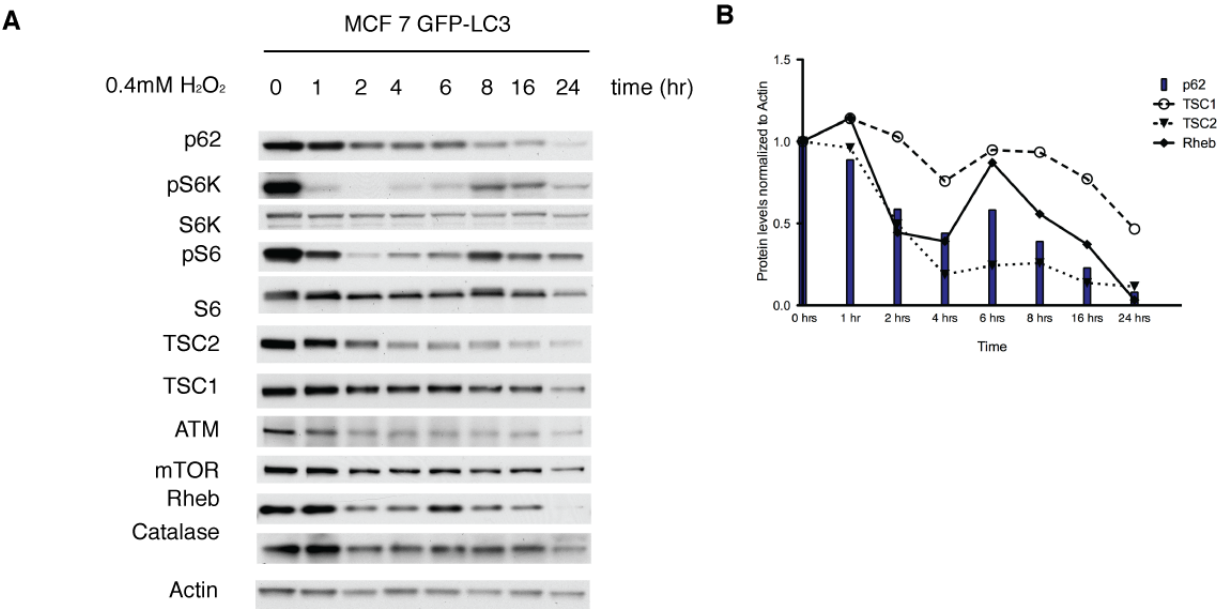 A
MCF 7 GFP-LC3
0.4mM H₂O₂ 0 1 2 4 6 8 16 24 time (hr)
p62
pS6K
S6K
pS6
S6
TSC2
TSC1
ATM
mTOR
Rheb
Catalase
Actin
B
Protein levels normalized to Actin
1.5
1.0
0.5
0.0
0 hrs 1 hr 2 hrs 4 hrs 6 hrs 8 hrs 16 hrs 24 hrs
Time
p62
TSC1
TSC2
Rheb